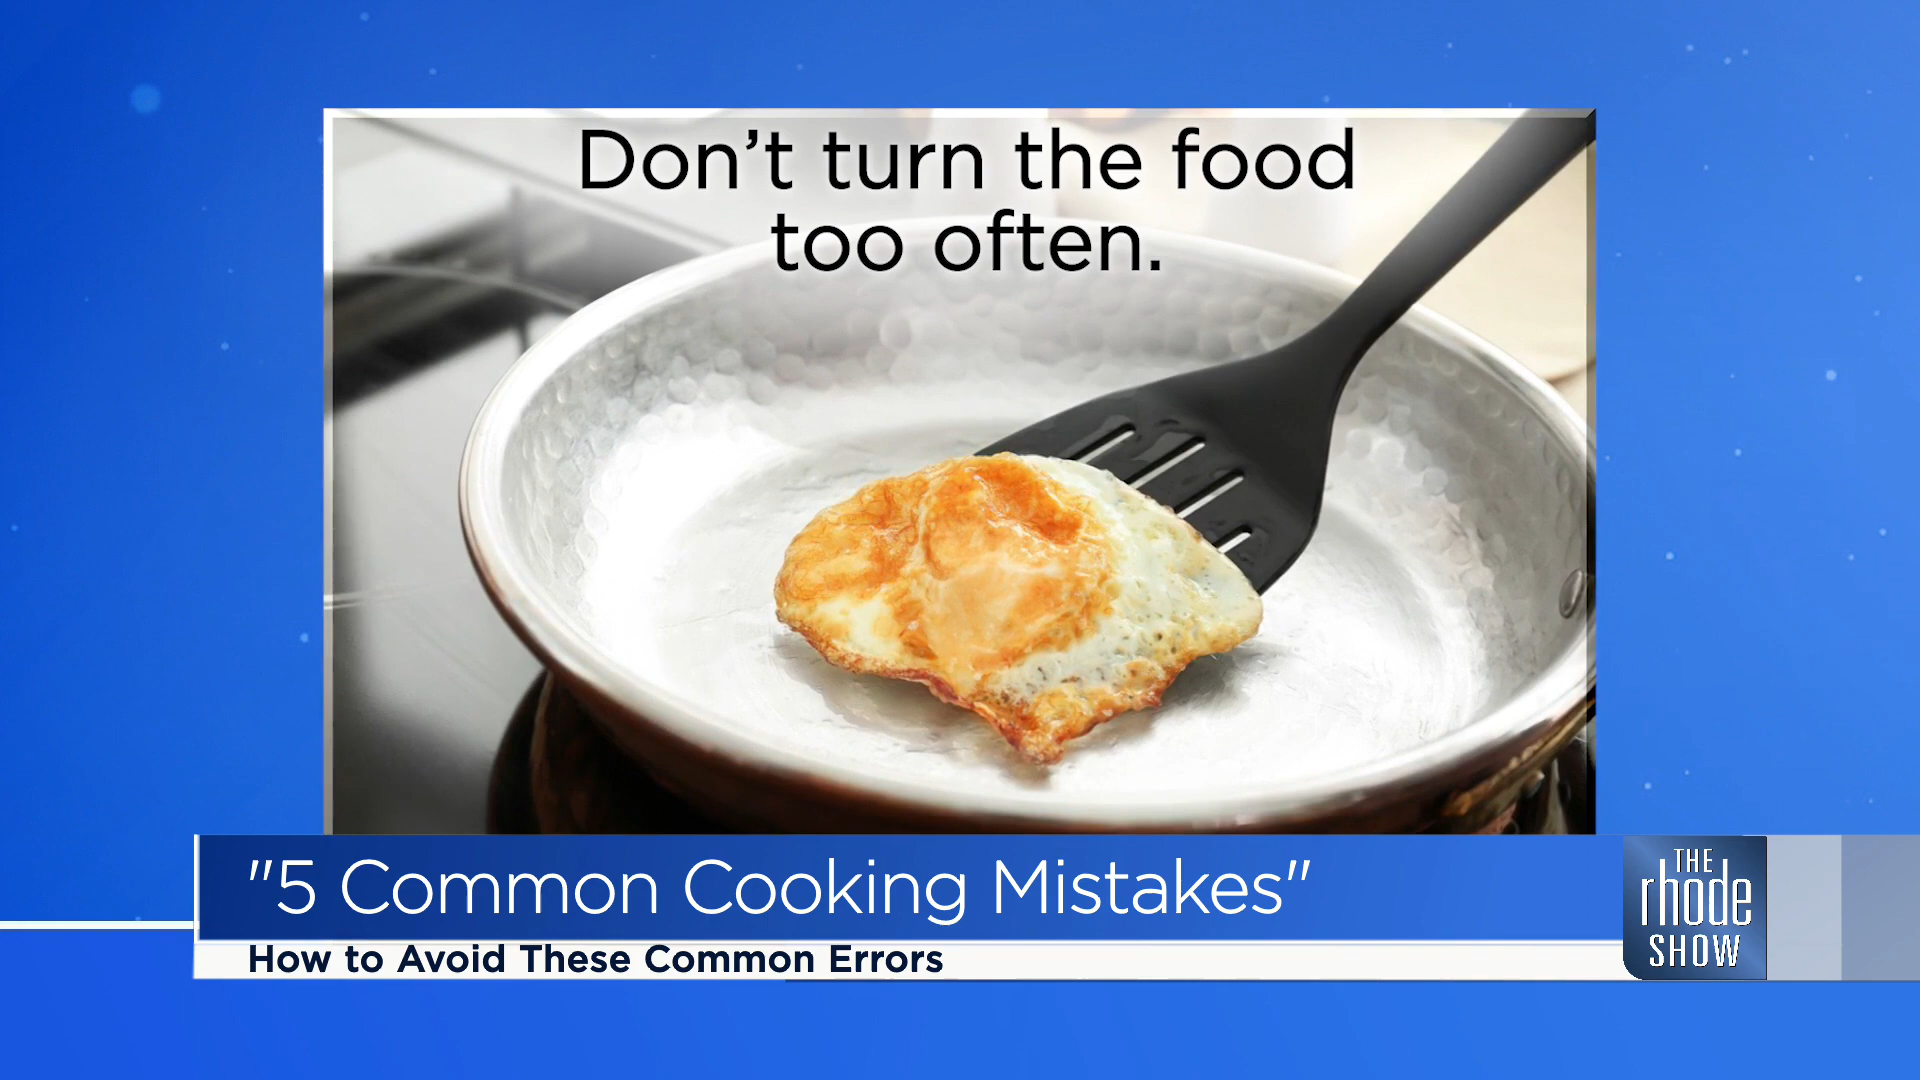 Don’t turn the food
too often.
"5 Common Cooking Mistakes"
How to Avoid These Common Errors
THE
rhode
SHOW